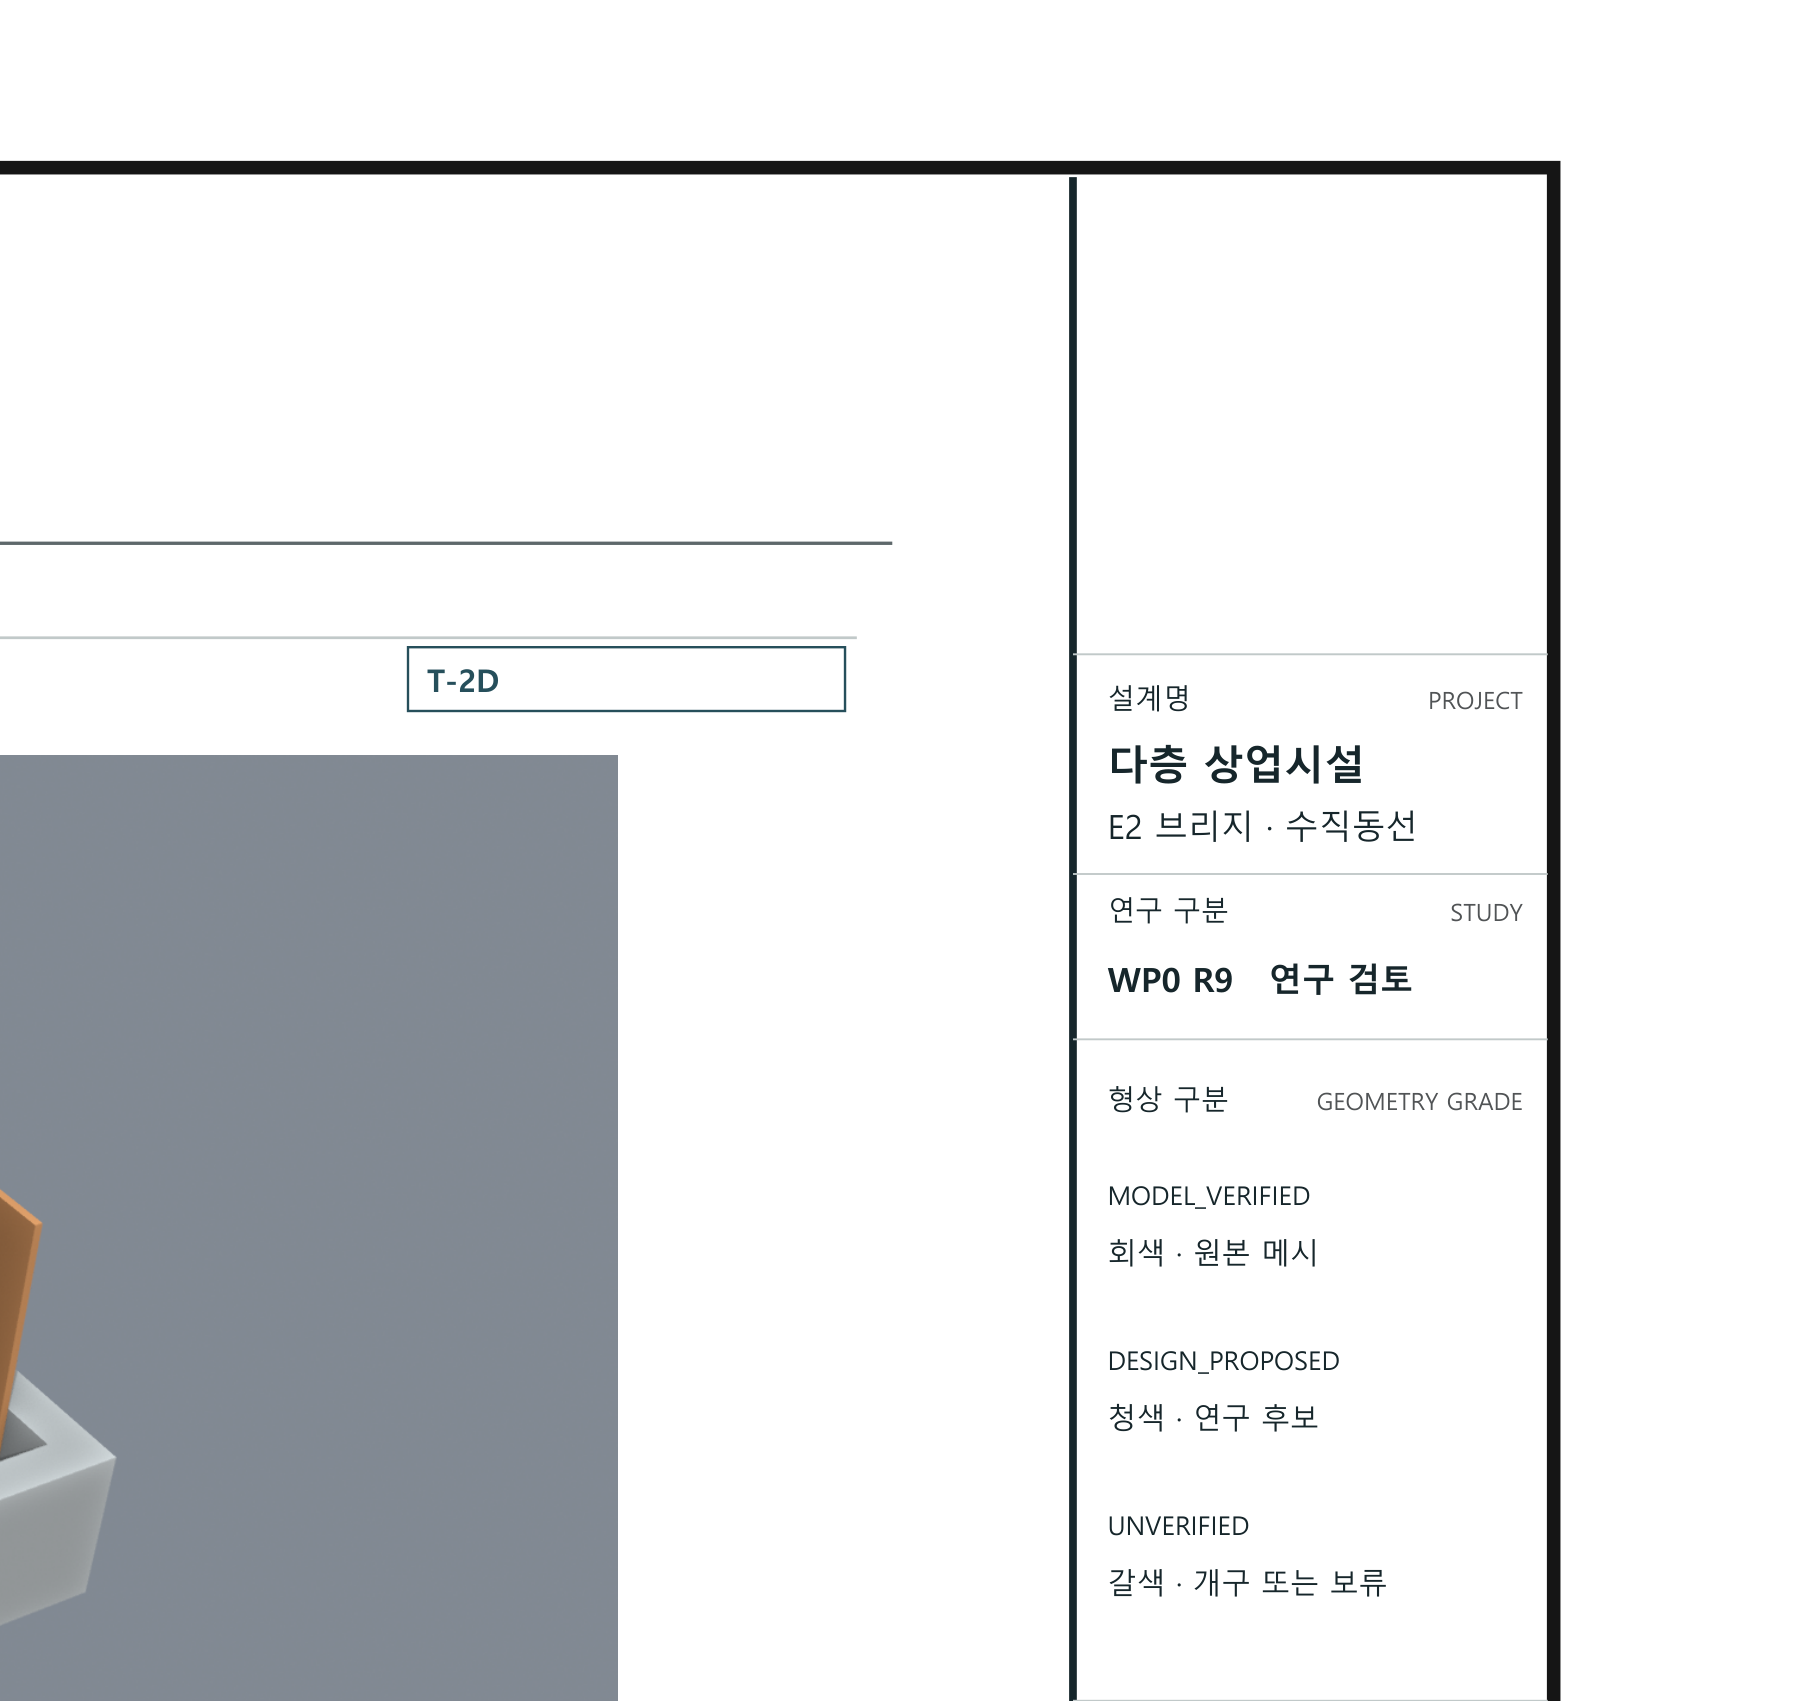 T-2D
설계명 PROJECT
다층 상업시설
E2 브리지 · 수직동선
연구 구분 STUDY
WP0 R9 연구 검토
형상 구분 GEOMETRY GRADE
MODEL_VERIFIED
회색 · 원본 메시
DESIGN_PROPOSED
청색 · 연구 후보
UNVERIFIED
갈색 · 개구 또는 보류